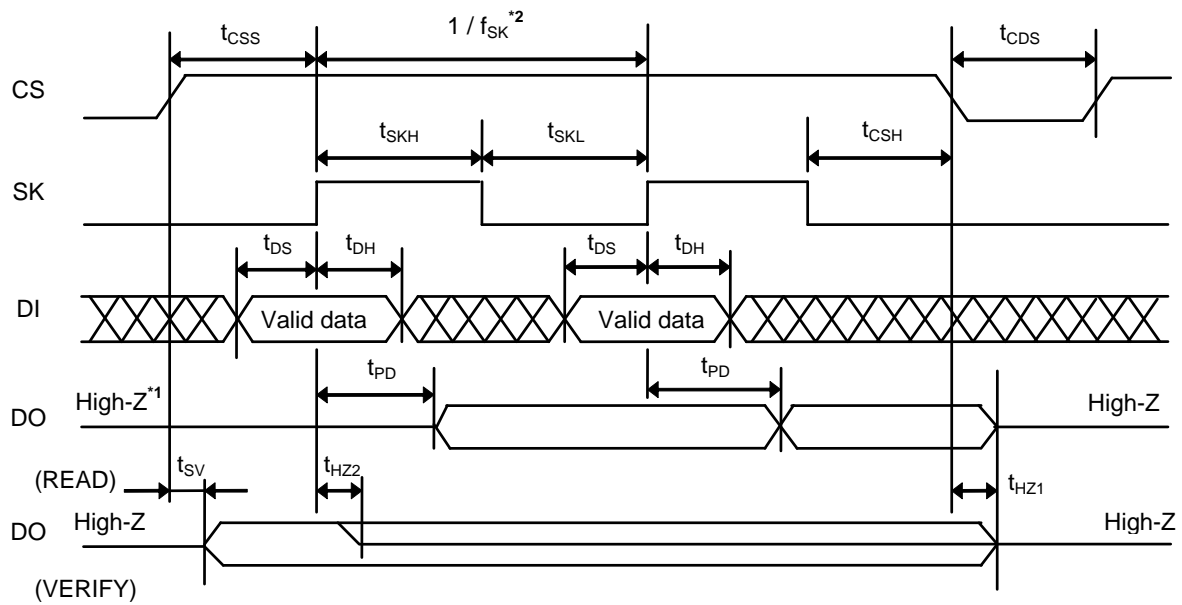 tCSS 1 / fSK*2 tCDS
CS
tSKH tSKL tCSH
SK
tDS tDH tDS tDH
DI Valid data Valid data
tPD tPD
DO High-Z*1 High-Z
(READ) tSV tHZ2 tHZ1
DO High-Z High-Z
(VERIFY)